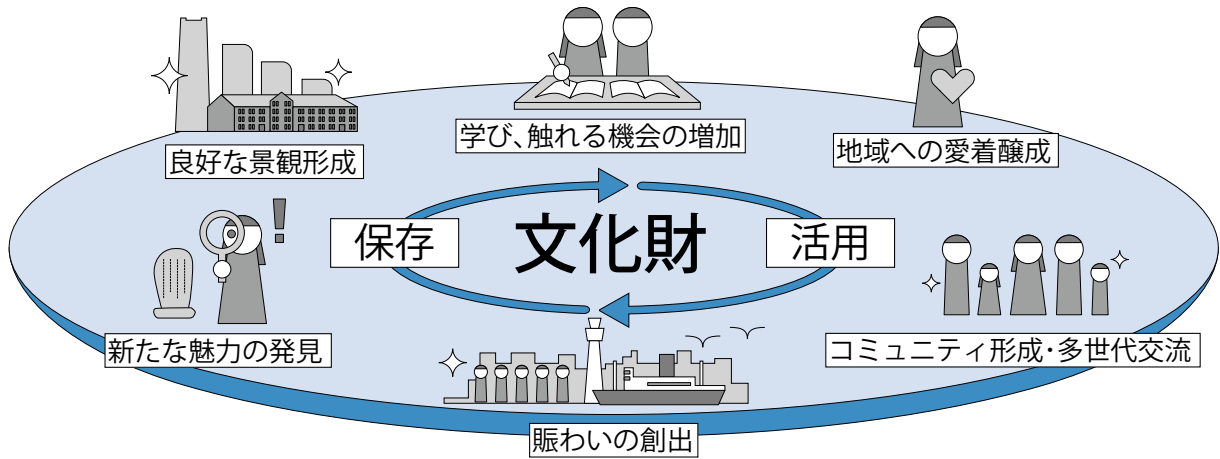 学び、触れる機会の増加
良好な景観形成
地域への愛着醸成
保存
文化財
活用
新たな魅力の発見
コミュニティ形成・多世代交流
賑わいの創出